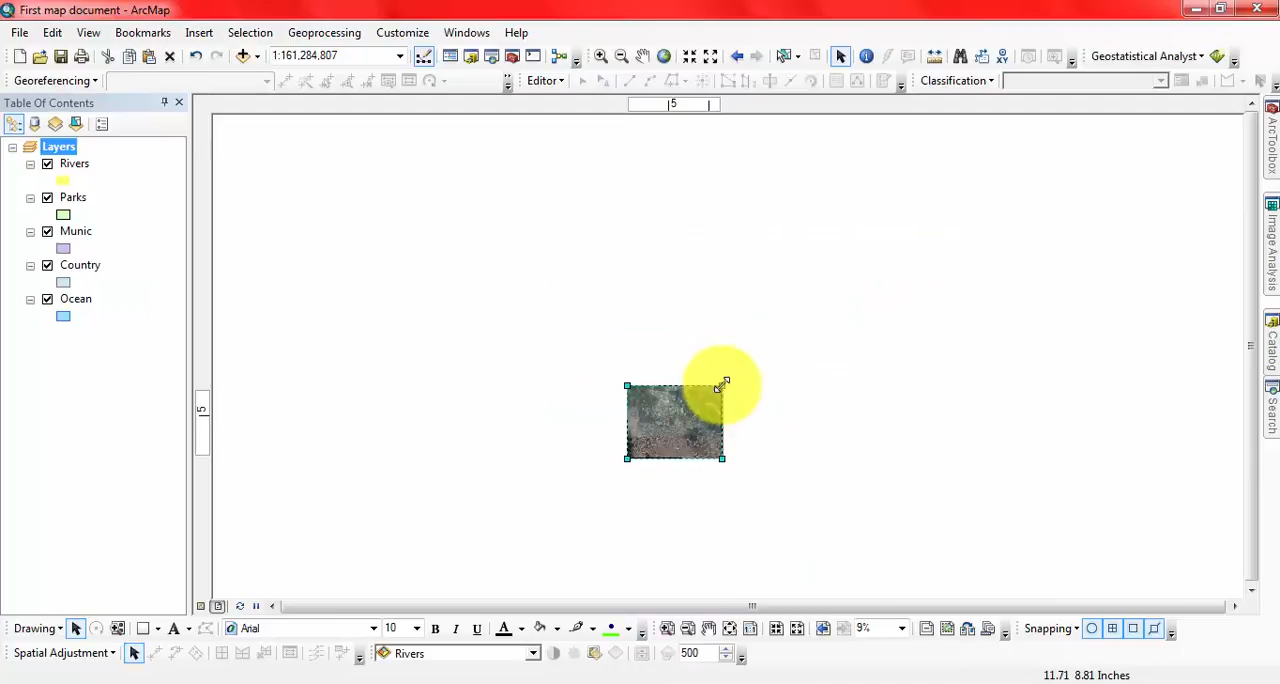 First map document - ArcMap
File Edit View Bookmarks Insert Selection Geoprocessing Customize Windows Help
1:161,284,807 Geostatistical Analyst
Georeferencing Editor Classification
Table Of Contents
Layers
Rivers
Parks
Munic
Country
Ocean
5
5
ArcToolbox
Image Analysis
Catalog
Search
Drawing A Arial 10 B I U A 9% Snapping
Spatial Adjustment Rivers 500
11.71 8.81 Inches